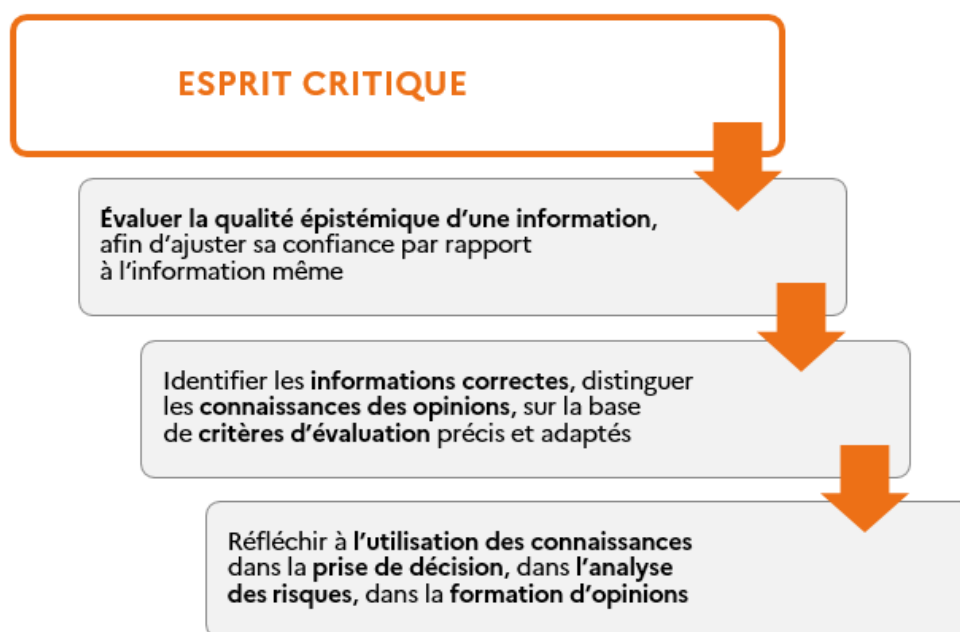 ESPRIT CRITIQUE
Évaluer la qualité épistémique d’une information,
afin d’ajuster sa confiance par rapport
à l’information même
Identifier les informations correctes, distinguer
les connaissances des opinions, sur la base
de critères d’évaluation précis et adaptés
Réfléchir à l’utilisation des connaissances
dans la prise de décision, dans l’analyse
des risques, dans la formation d’opinions